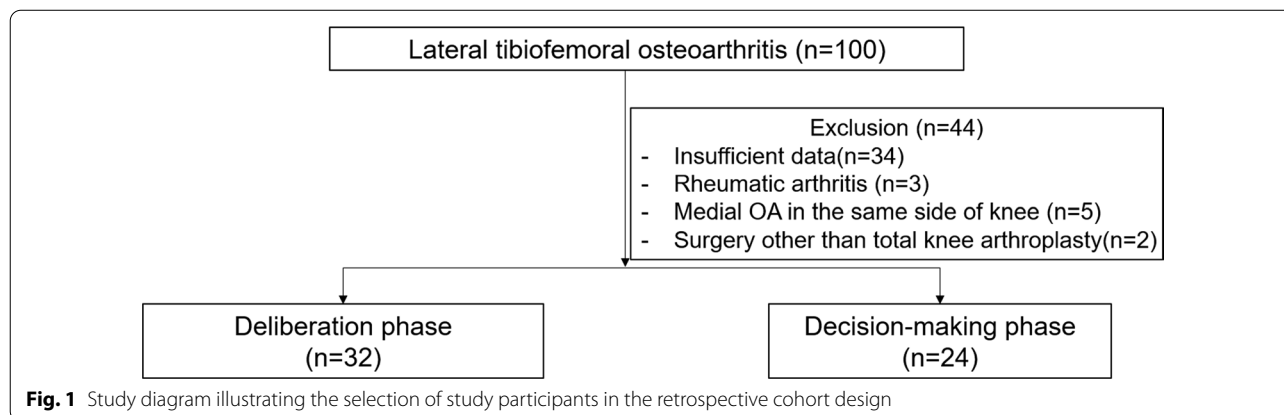 Lateral tibiofemoral osteoarthritis (n=100)
Exclusion (n=44)
- Insufficient data(n=34)
- Rheumatic arthritis (n=3)
- Medial OA in the same side of knee (n=5)
- Surgery other than total knee arthroplasty(n=2)
Deliberation phase
(n=32)
Decision-making phase
(n=24)
Fig. 1 Study diagram illustrating the selection of study participants in the retrospective cohort design